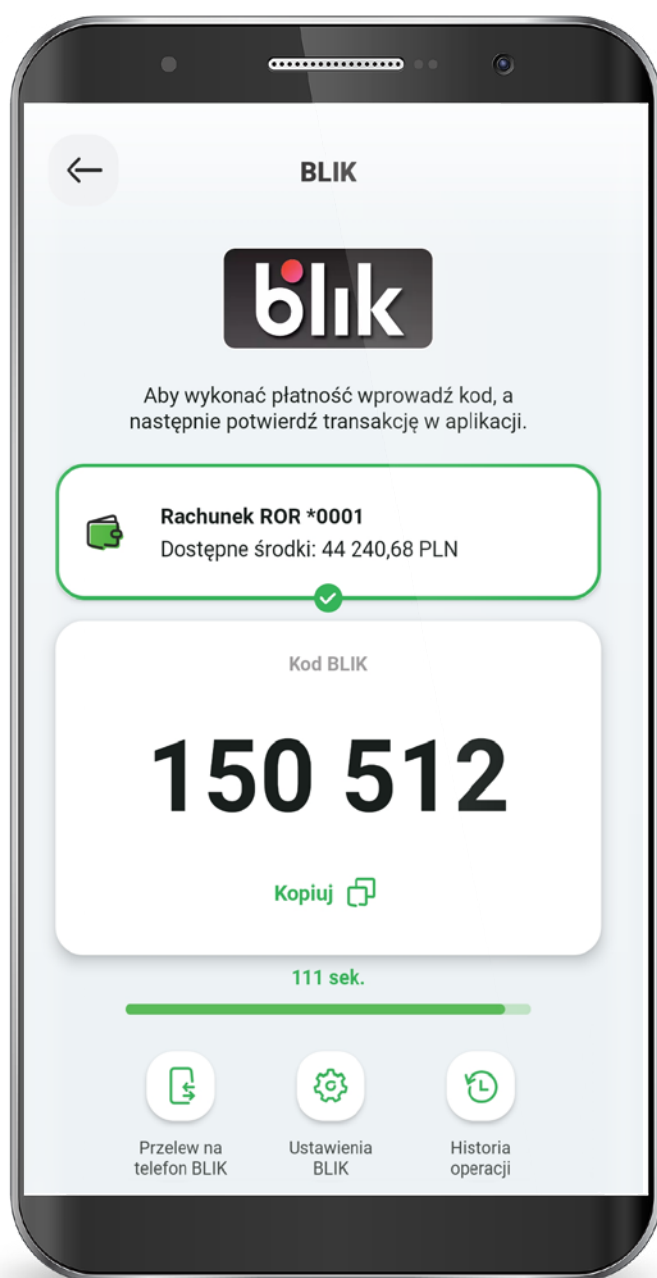 BLIK
blik
Aby wykonać płatność wprowadź kod, a
następnie potwierdź transakcję w aplikacji.
Rachunek ROR *0001
Dostępne środki: 44 240,68 PLN
Kod BLIK
150 512
Kopiuj
111 sek.
Przelew na
telefon BLIK
Ustawienia
BLIK
Historia
operacji